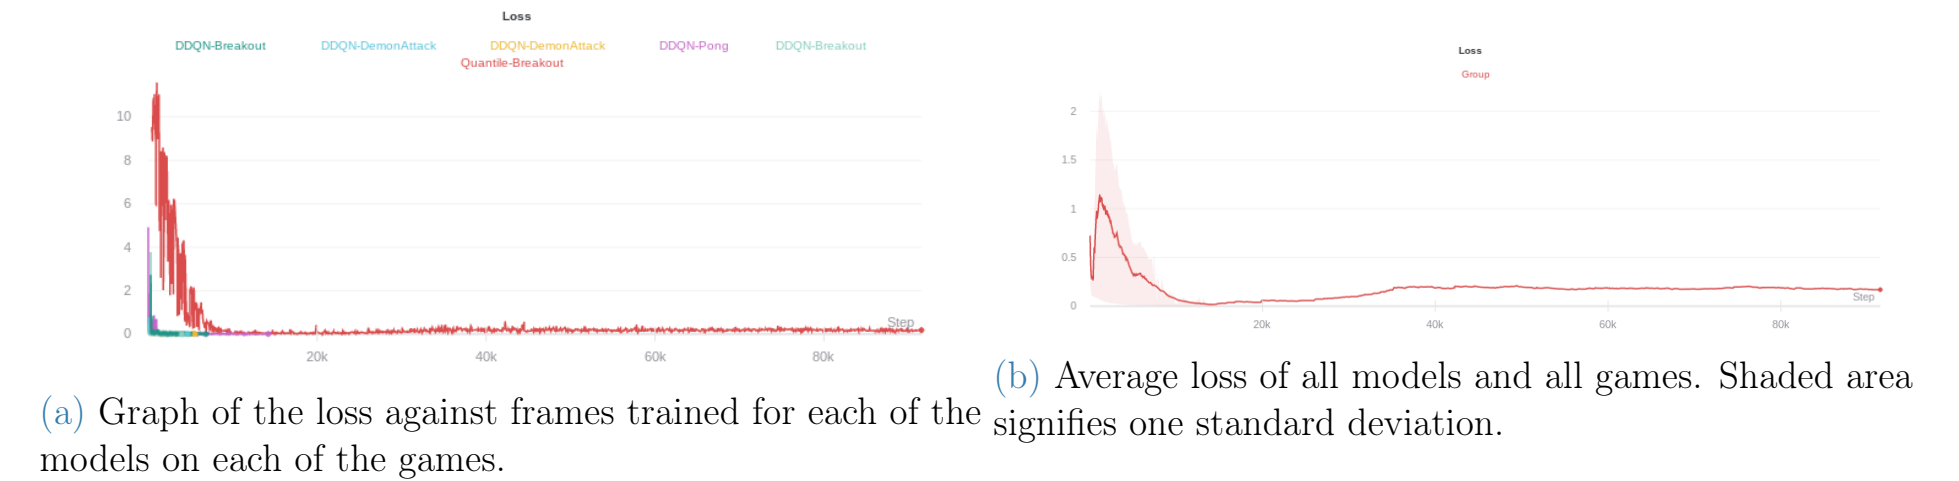 Loss
DDQN-Breakout DDQN-DemonAttack DDQN-DemonAttack DDQN-Pong DDQN-Breakout
Quantile-Breakout
10
8
6
4
2
0
Step
20k 40k 60k 80k
(a) Graph of the loss against frames trained for each of the
models on each of the games.
Loss
Group
2
1.5
1
0.5
0
Step
20k 40k 60k 80k
(b) Average loss of all models and all games. Shaded area
signifies one standard deviation.